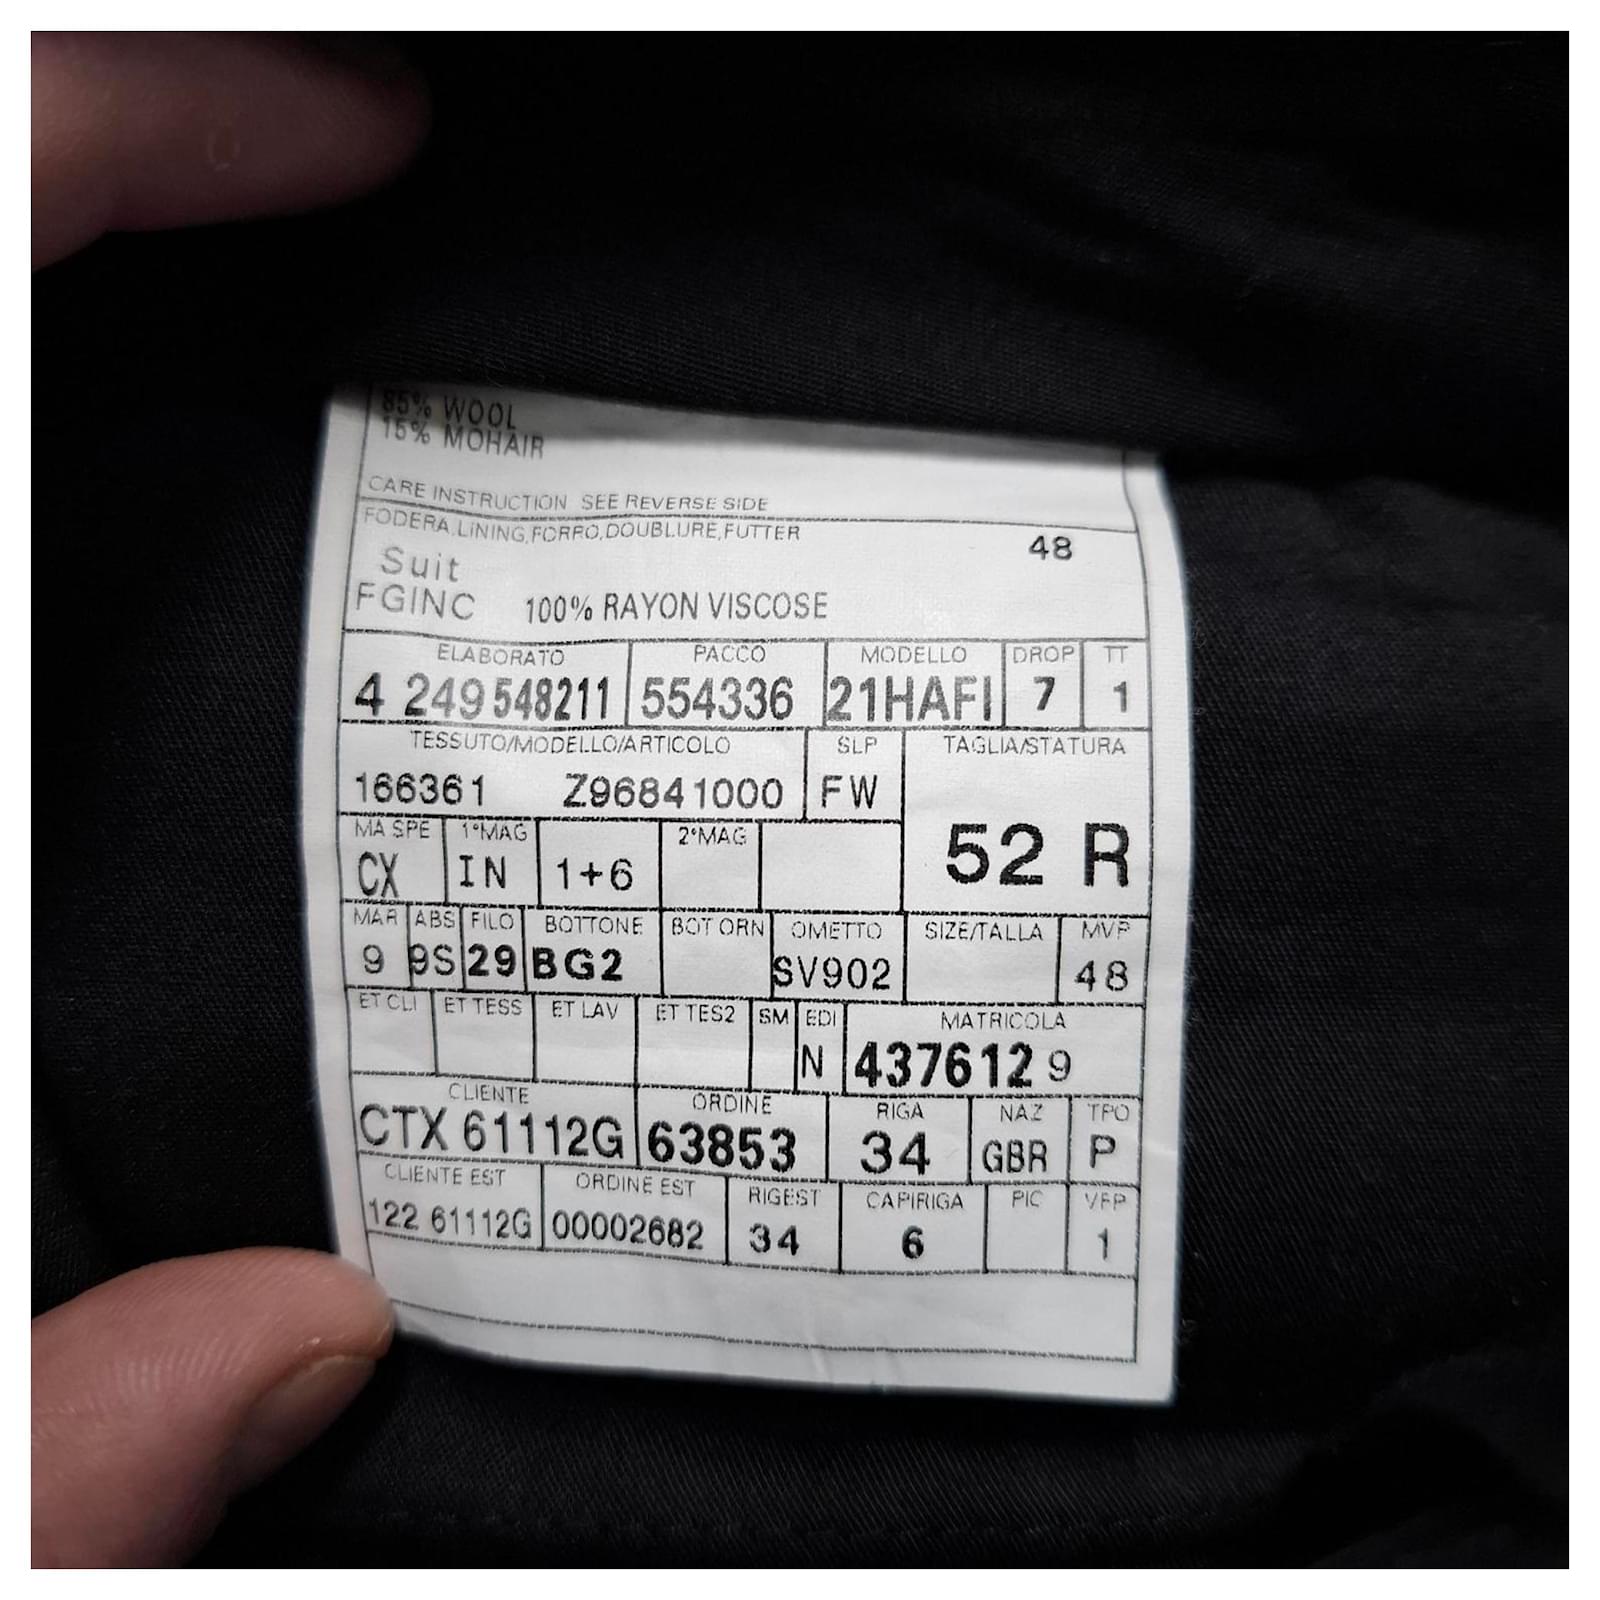 85% WOOL
15% MOHAIR
CARE INSTRUCTION SEE REVERSE SIDE
FODERA,LINING,FORRO,DOUBLURE,FUTTER
48
Suit
FGINC 100% RAYON VISCOSE
ELABORATO PACCO MODELLO DROP TT
4 249548211 554336 21HAFI 7 1
TESSUTO/MODELLO/ARTICOLO SLP TAGLIA/STATURA
166361 Z96841000 FW
52 R
MA SPE 1°MAG 2°MAG
CX IN 1+6
MAR ABS FILO BOTTONE BOT ORN OMETTO SIZE/TALLA MVP
9 9S 29 BG2 SV902 48
ET CLI ET TESS ET LAV ET TES2 SM EDI MATRICOLA
N 437612 9
CLIENTE ORDINE RIGA NAZ TPO
CTX 61112G 63853 34 GBR P
CLIENTE EST ORDINE EST RIGEST CAPIRIGA PIC VFP
122 61112G 00002682 34 6 1